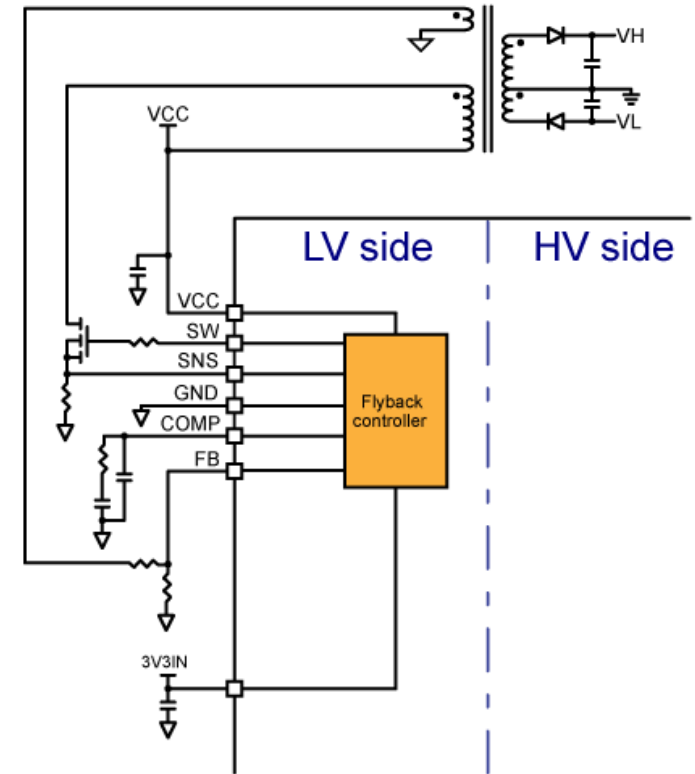 VH
VL
VCC
LV side
HV side
VCC
SW
SNS
GND
COMP
FB
Flyback
controller
3V3IN